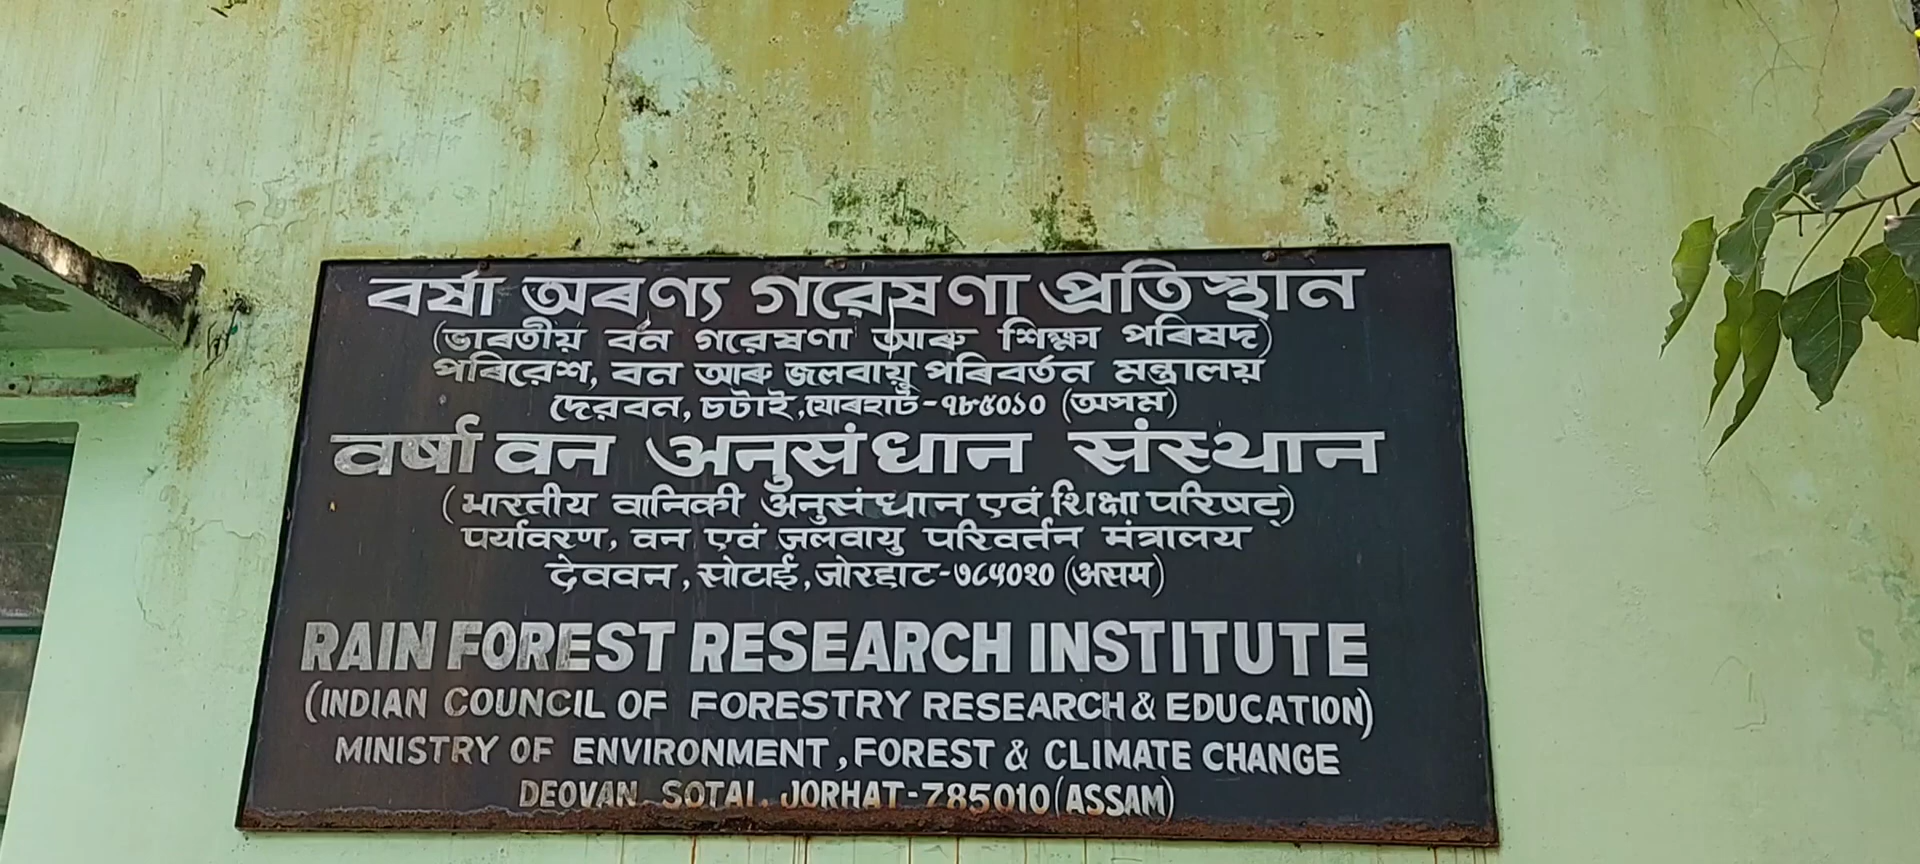 বৰ্ষা অৰণ্য গৱেষণা প্ৰতিস্থান
(ভাৰতীয় বন গৱেষণা আৰু শিক্ষা পৰিষদ)
পৰিৱেশ, বন আৰু জলবায়ু পৰিবৰ্তন মন্ত্ৰালয়
দেৱবন, চটাই, যোৰহাট-৭৮৫০১০ (অসম)
वर्षा वन अनुसंधान संस्थान
(भारतीय वानिकी अनुसंधान एवं शिक्षा परिषद्)
पर्यावरण, वन एवं जलवायु परिवर्तन मंत्रालय
देववन, सोटाई, जोरहाट-७८५०१० (असम)
RAIN FOREST RESEARCH INSTITUTE
(INDIAN COUNCIL OF FORESTRY RESEARCH & EDUCATION)
MINISTRY OF ENVIRONMENT, FOREST & CLIMATE CHANGE
DEOVAN SOTAI, JORHAT-785010 (ASSAM)